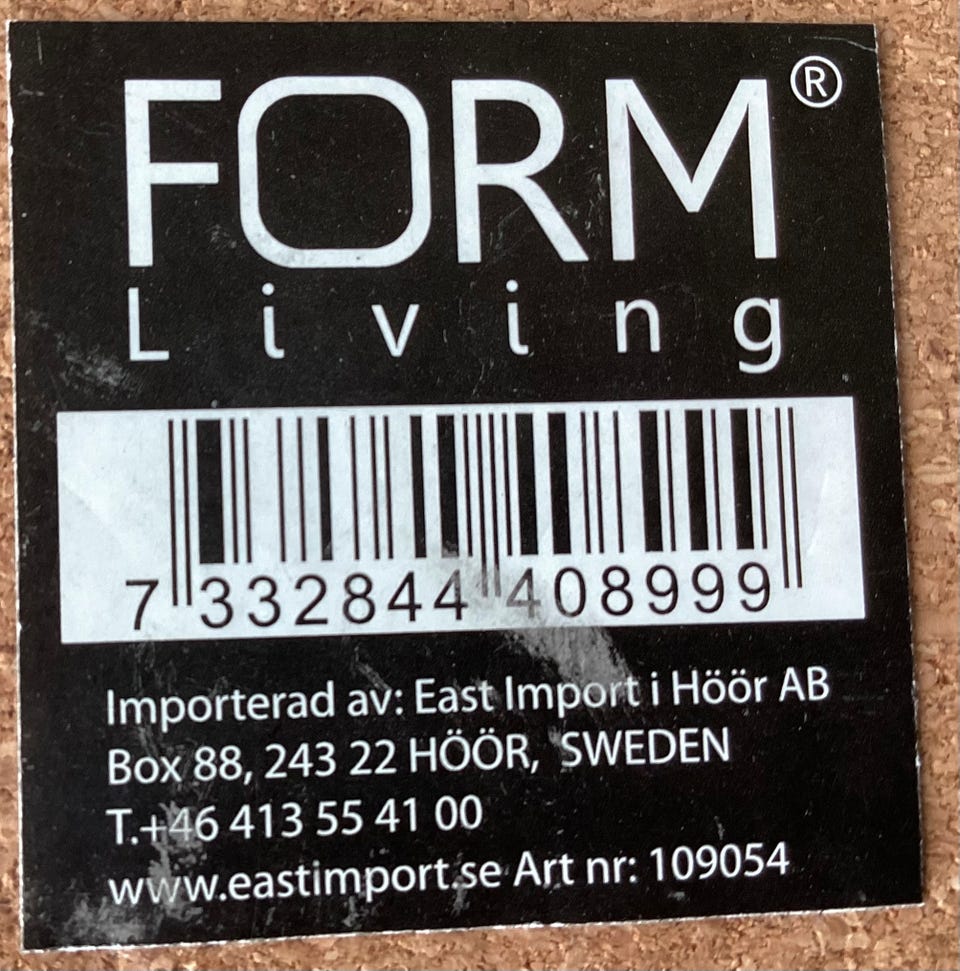 FORM®
Living
7 332844 408999
Importerad av: East Import i Höör AB
Box 88, 243 22 HÖÖR, SWEDEN
T.+46 413 55 41 00
www.eastimport.se Art nr: 109054